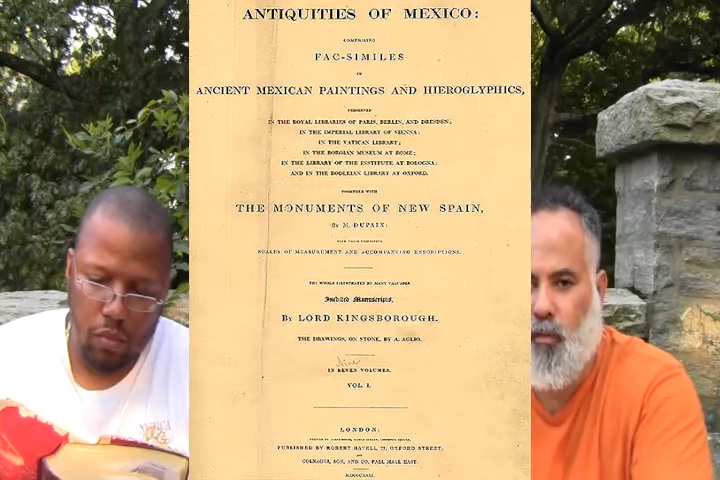 ANTIQUITIES OF MEXICO:
COMPRISING
FAC-SIMILES
OF
ANCIENT MEXICAN PAINTINGS AND HIEROGLYPHICS,
PRESERVED
IN THE ROYAL LIBRARIES OF PARIS, BERLIN, AND DRESDEN;
IN THE IMPERIAL LIBRARY OF VIENNA;
IN THE VATICAN LIBRARY;
IN THE BORGIAN MUSEUM AT ROME;
IN THE LIBRARY OF THE INSTITUTE AT BOLOGNA;
AND IN THE BODLEIAN LIBRARY AT OXFORD.
TOGETHER WITH
THE MONUMENTS OF NEW SPAIN,
BY M. DUPAIX:
WITH THEIR RESPECTIVE
SCALES OF MEASUREMENT AND ACCOMPANYING DESCRIPTIONS.
THE WHOLE ILLUSTRATED BY MANY VALUABLE
Inedited Manuscripts,
BY LORD KINGSBOROUGH.
THE DRAWINGS, ON STONE, BY A. AGLIO.
Nine
IN SEVEN VOLUMES.
VOL. I.
LONDON:
PUBLISHED BY ROBERT HAVELL, 77, OXFORD STREET;
AND
COLNAGHI, SON, AND CO. PALL MALL EAST.